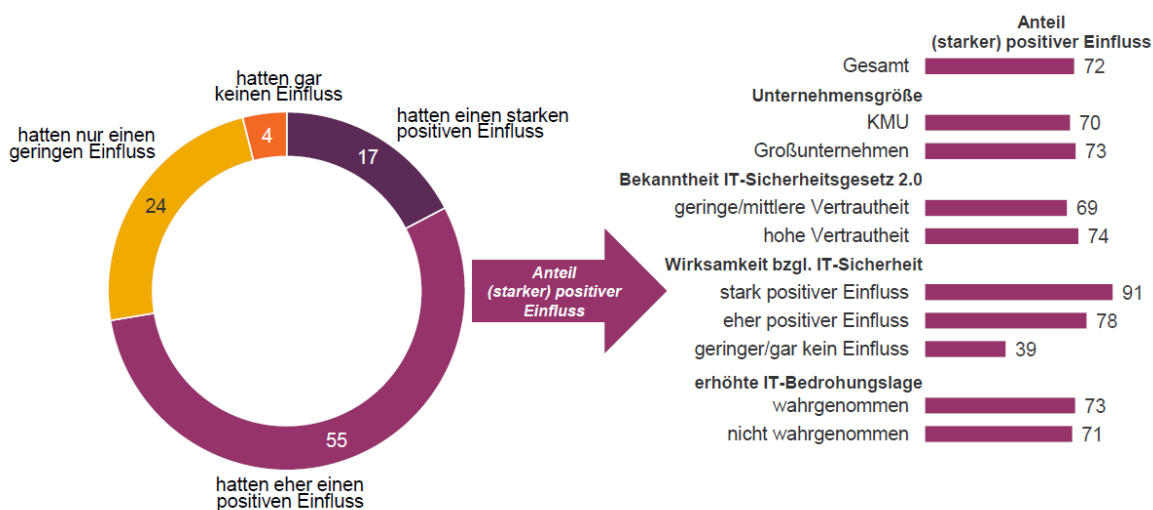 hatten gar
keinen Einfluss
4
hatten einen starken
positiven Einfluss
17
hatten nur einen
geringen Einfluss
24
55
hatten eher einen
positiven Einfluss
Anteil
(starker) positiver
Einfluss
Anteil
(starker) positiver Einfluss
Gesamt 72
Unternehmensgröße
KMU 70
Großunternehmen 73
Bekanntheit IT-Sicherheitsgesetz 2.0
geringe/mittlere Vertrautheit 69
hohe Vertrautheit 74
Wirksamkeit bzgl. IT-Sicherheit
stark positiver Einfluss 91
eher positiver Einfluss 78
geringer/gar kein Einfluss 39
erhöhte IT-Bedrohungslage
wahrgenommen 73
nicht wahrgenommen 71